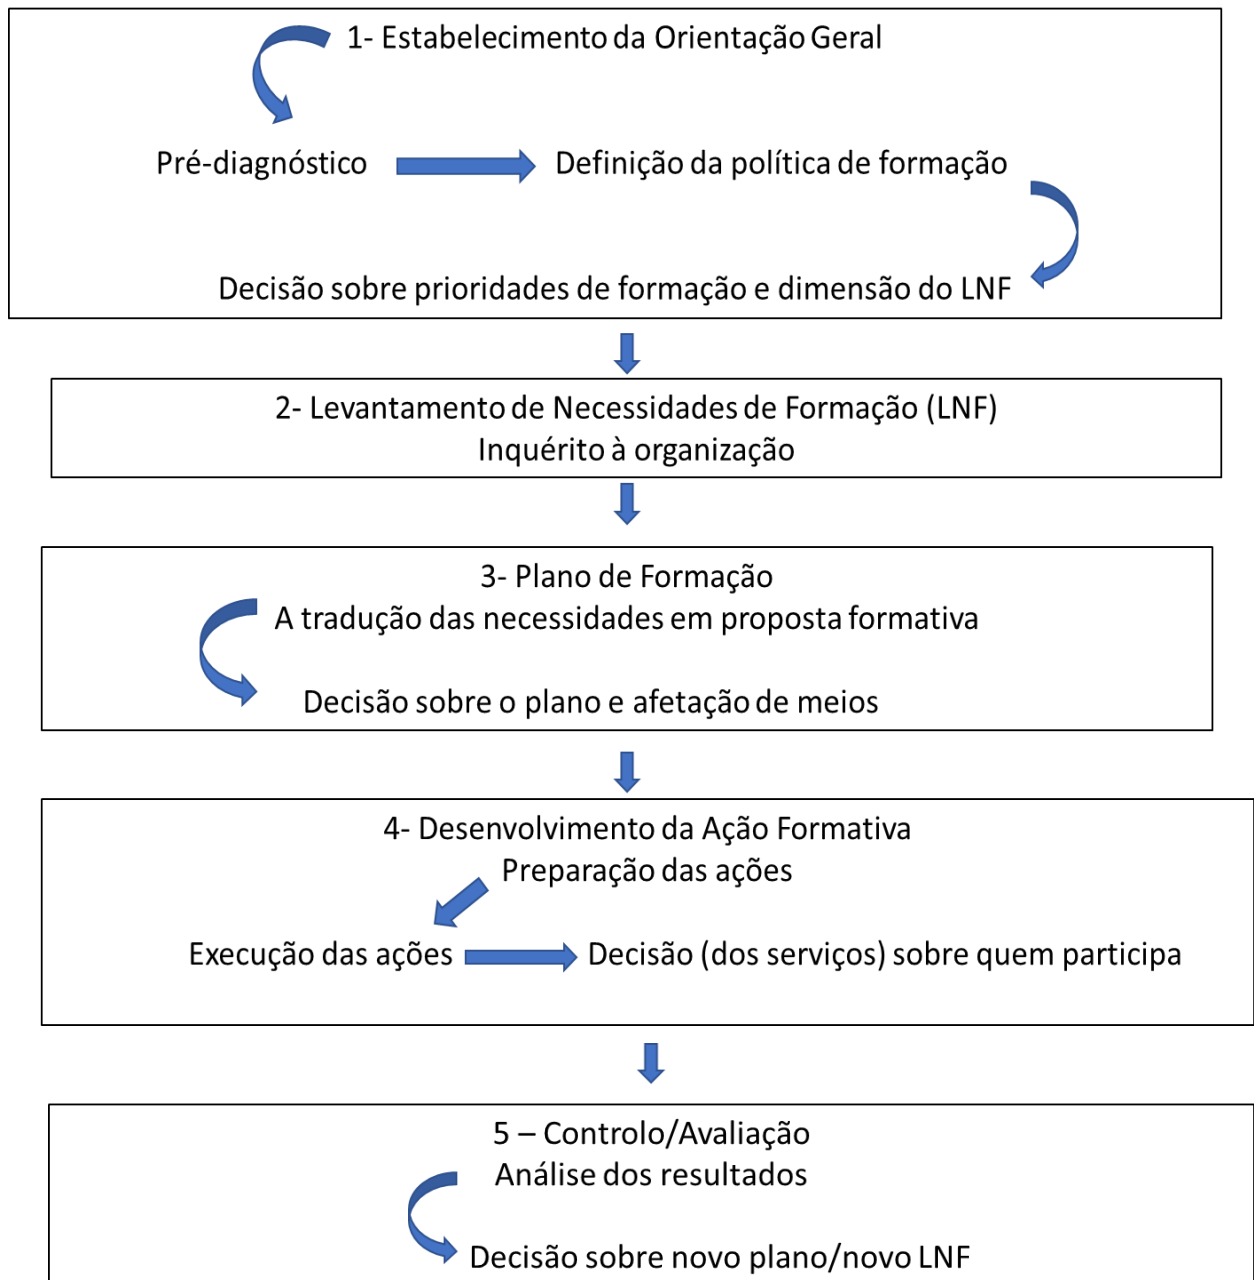 1- Estabelecimento da Orientação Geral
Pré-diagnóstico
Definição da política de formação
Decisão sobre prioridades de formação e dimensão do LNF
2- Levantamento de Necessidades de Formação (LNF)
Inquérito à organização
3- Plano de Formação
A tradução das necessidades em proposta formativa
Decisão sobre o plano e afetação de meios
4- Desenvolvimento da Ação Formativa
Preparação das ações
Execução das ações
Decisão (dos serviços) sobre quem participa
5 – Controlo/Avaliação
Análise dos resultados
Decisão sobre novo plano/novo LNF